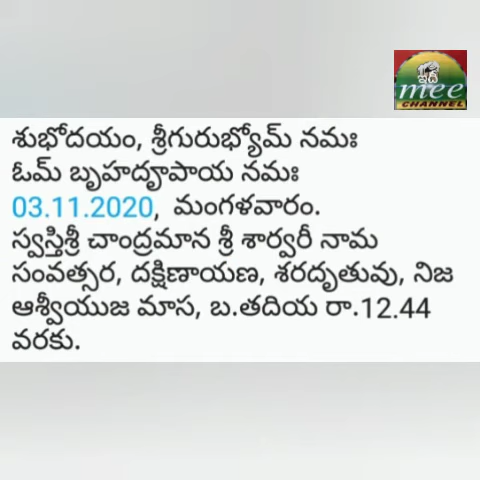 ఇది
mee
CHANNEL
శుభోదయం, శ్రీగురుభ్యోమ్ నమః
ఓమ్ బృహదౄపాయ నమః
03.11.2020, మంగళవారం.
స్వస్తిశ్రీ చాంద్రమాన శ్రీ శార్వరీ నామ
సంవత్సర, దక్షిణాయణ, శరదృతువు, నిజ
ఆశ్వీయుజ మాస, బ.తదియ రా.12.44
వరకు.